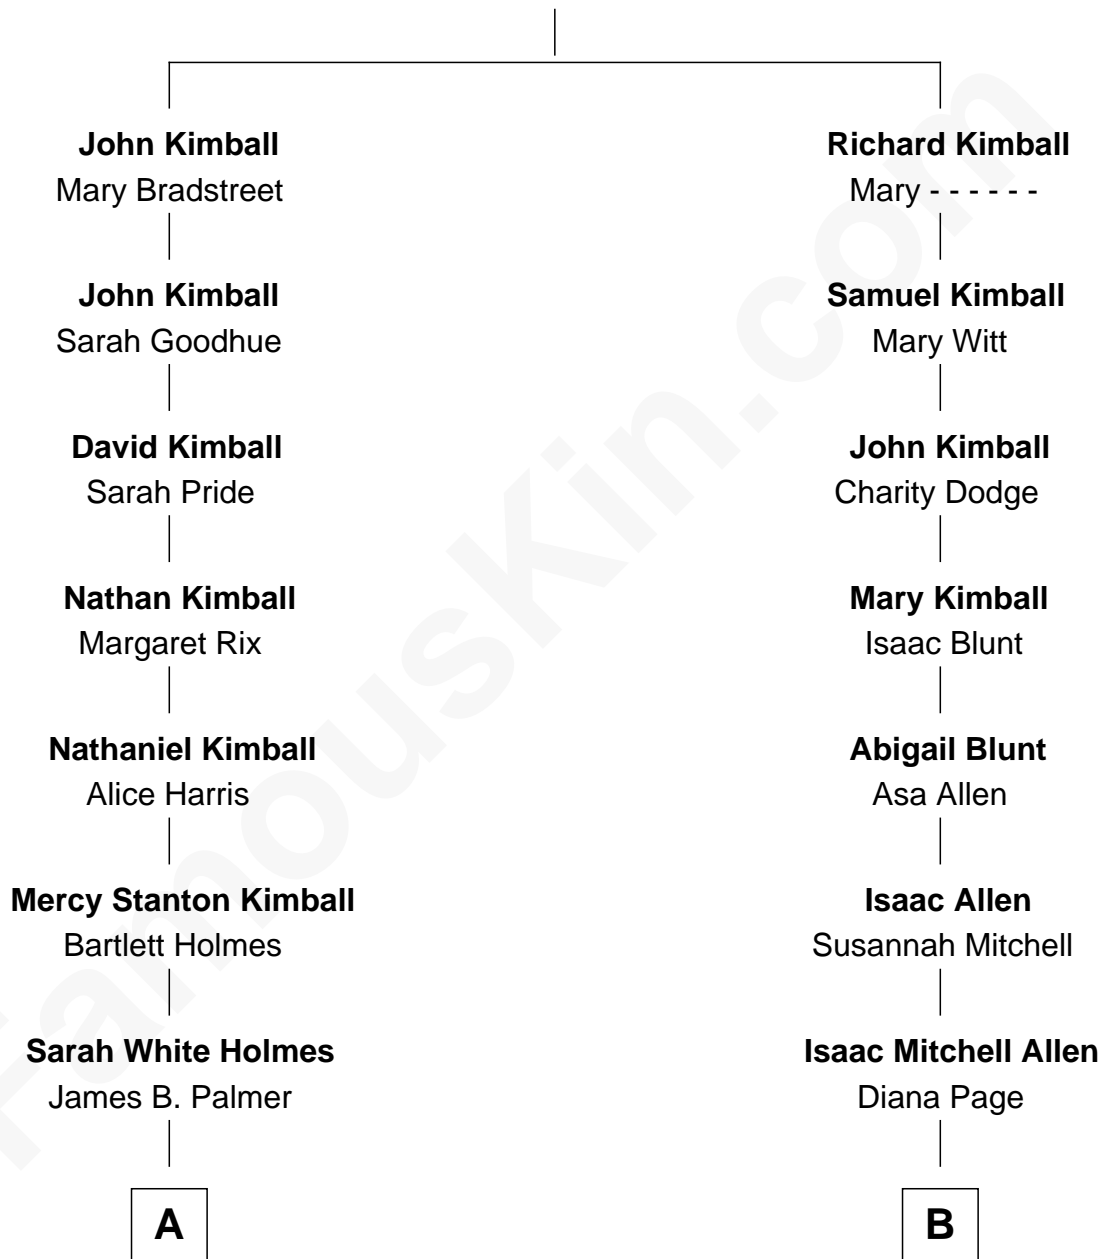 John Kimball
Mary Bradstreet
John Kimball
Sarah Goodhue
David Kimball
Sarah Pride
Nathan Kimball
Margaret Rix
Nathaniel Kimball
Alice Harris
Mercy Stanton Kimball
Bartlett Holmes
Sarah White Holmes
James B. Palmer
A
Richard Kimball
Mary - - - - - -
Samuel Kimball
Mary Witt
John Kimball
Charity Dodge
Mary Kimball
Isaac Blunt
Abigail Blunt
Asa Allen
Isaac Allen
Susannah Mitchell
Isaac Mitchell Allen
Diana Page
B
FamousKin.com